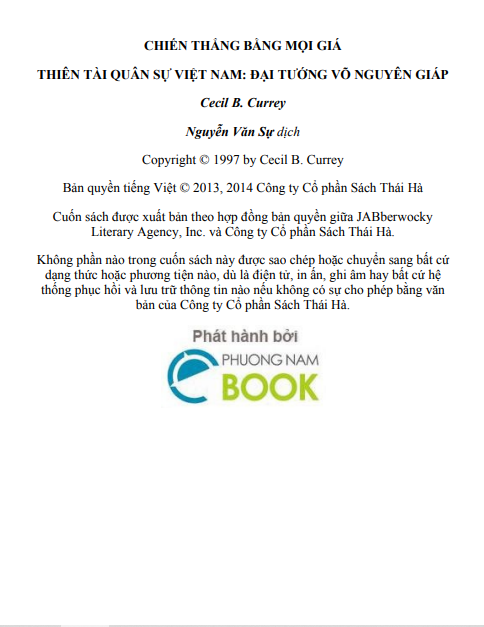 CHIẾN THẮNG BẰNG MỌI GIÁ
THIÊN TÀI QUÂN SỰ VIỆT NAM: ĐẠI TƯỚNG VÕ NGUYÊN GIÁP
Cecil B. Currey
Nguyễn Văn Sự dịch
Copyright © 1997 by Cecil B. Currey
Bản quyền tiếng Việt © 2013, 2014 Công ty Cổ phần Sách Thái Hà
Cuốn sách được xuất bản theo hợp đồng bản quyền giữa JABberwocky
Literary Agency, Inc. và Công ty Cổ phần Sách Thái Hà.
Không phần nào trong cuốn sách này được sao chép hoặc chuyển sang bất cứ
dạng thức hoặc phương tiện nào, dù là điện tử, in ấn, ghi âm hay bất cứ hệ
thống phục hồi và lưu trữ thông tin nào nếu không có sự cho phép bằng văn
bản của Công ty Cổ phần Sách Thái Hà.
Phát hành bởi
PHUONG NAM
BOOK